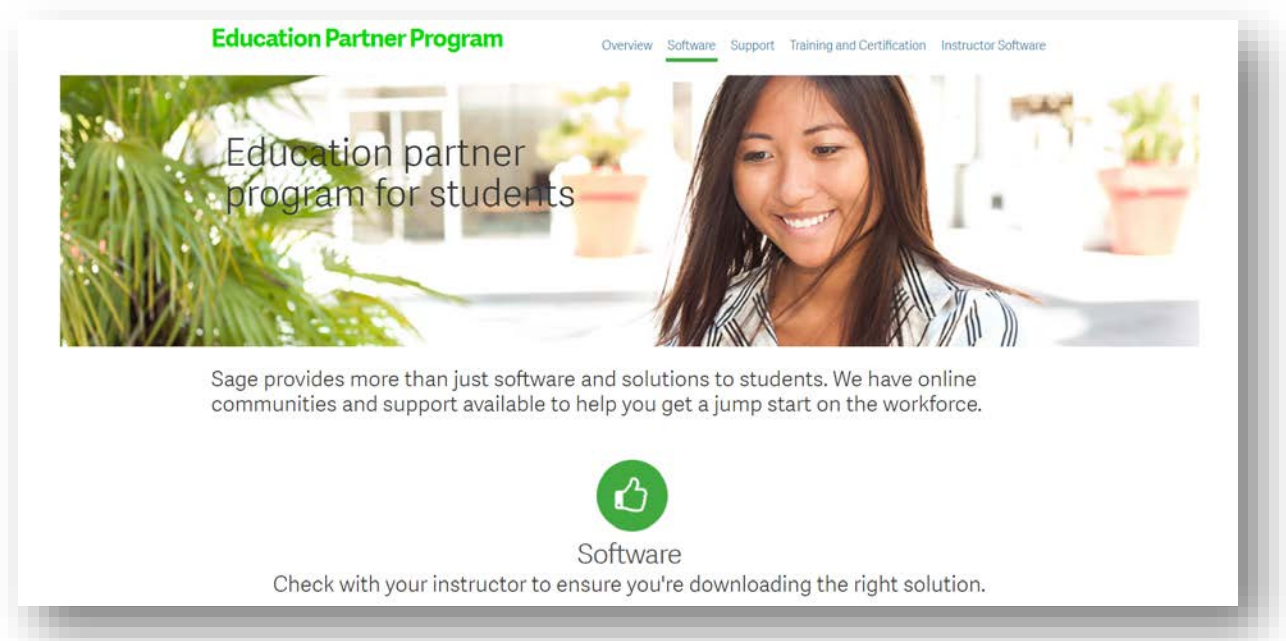 Education Partner Program
Overview Software Support Training and Certification Instructor Software
Education partner
program for students
Sage provides more than just software and solutions to students. We have online
communities and support available to help you get a jump start on the workforce.
Software
Check with your instructor to ensure you're downloading the right solution.